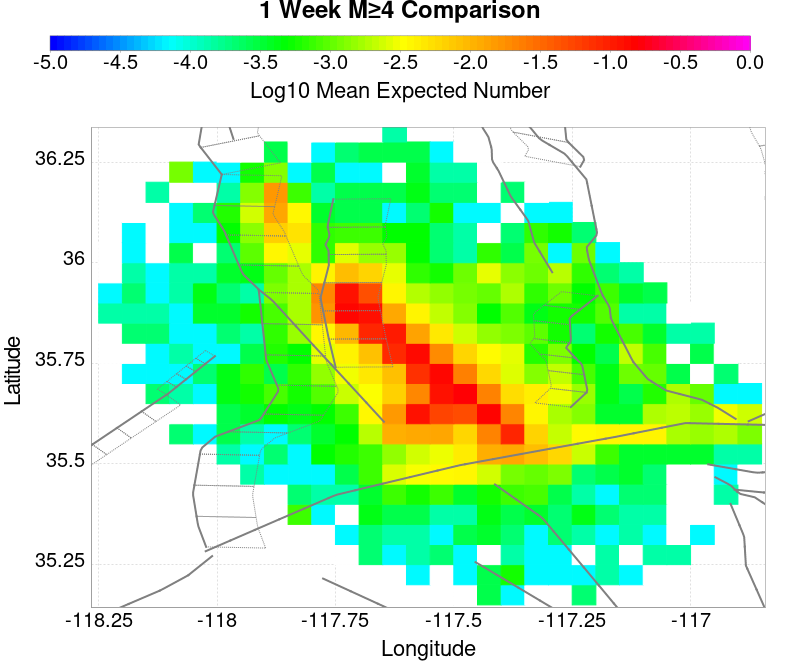 1 Week M≥4 Comparison
-5.0 -4.5 -4.0 -3.5 -3.0 -2.5 -2.0 -1.5 -1.0 -0.5 0.0
Log10 Mean Expected Number
36.25
36
35.75
35.5
35.25
Latitude
-118.25 -118 -117.75 -117.5 -117.25 -117
Longitude